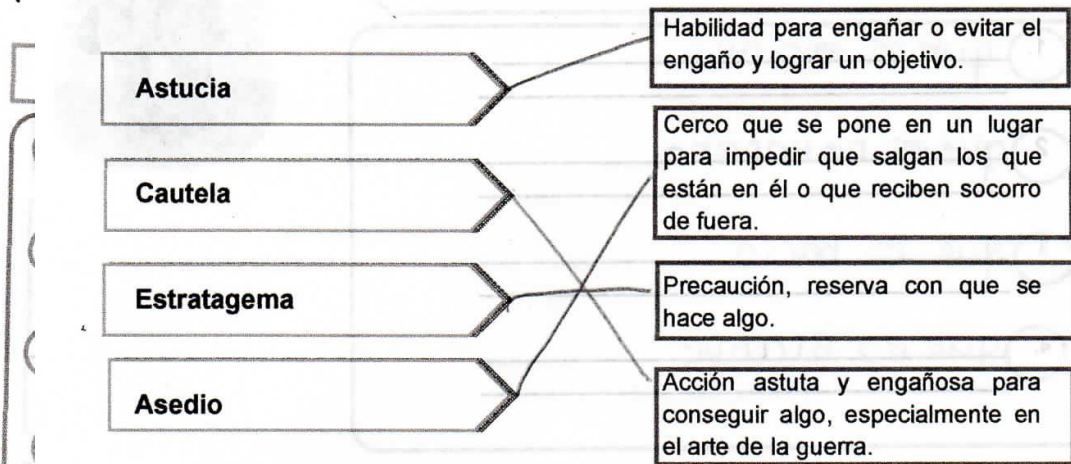 Astucia
Habilidad para engañar o evitar el
engaño y lograr un objetivo.
Cautela
Cerco que se pone en un lugar
para impedir que salgan los que
están en él o que reciben socorro
de fuera.
Estratagema
Precaución, reserva con que se
hace algo.
Asedio
Acción astuta y engañosa para
conseguir algo, especialmente en
el arte de la guerra.